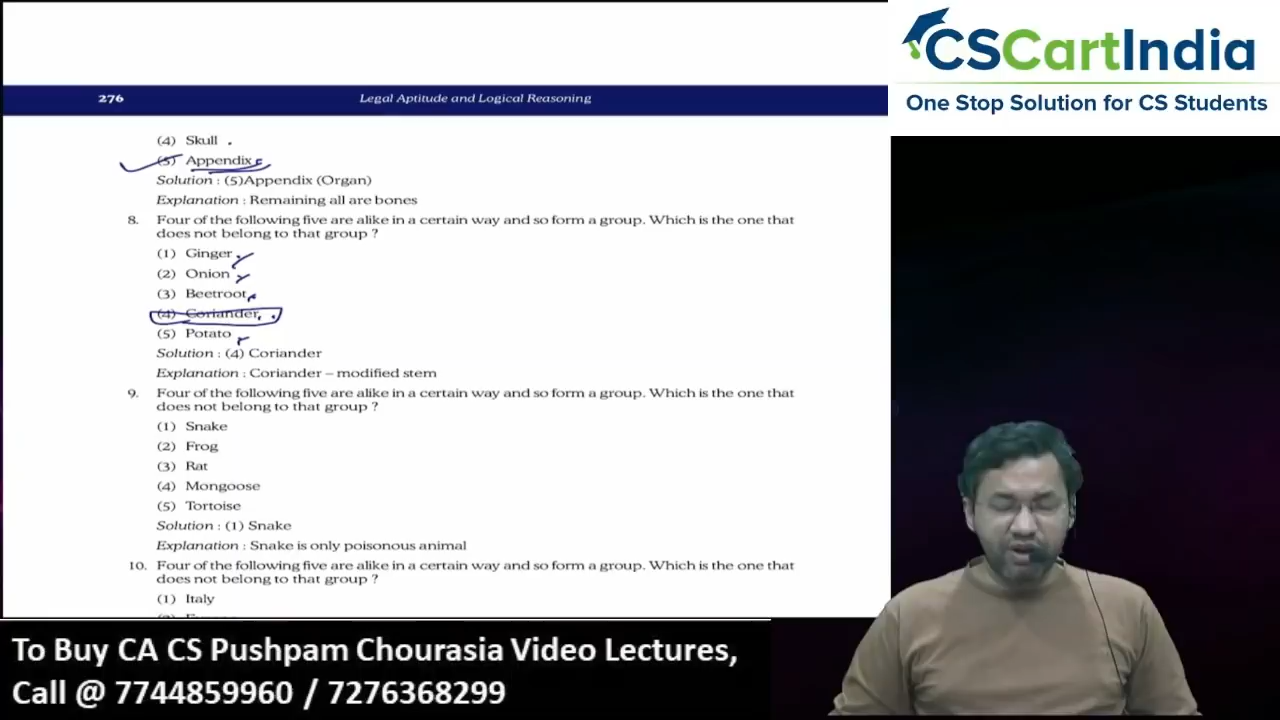 276
Legal Aptitude and Logical Reasoning
(4) Skull
(5) Appendix
Solution : (5)Appendix (Organ)
Explanation : Remaining all are bones
8. Four of the following five are alike in a certain way and so form a group. Which is the one that
does not belong to that group ?
(1) Ginger
(2) Onion
(3) Beetroot
(4) Coriander
(5) Potato
Solution : (4) Coriander
Explanation : Coriander – modified stem
9. Four of the following five are alike in a certain way and so form a group. Which is the one that
does not belong to that group ?
(1) Snake
(2) Frog
(3) Rat
(4) Mongoose
(5) Tortoise
Solution : (1) Snake
Explanation : Snake is only poisonous animal
10. Four of the following five are alike in a certain way and so form a group. Which is the one that
does not belong to that group ?
(1) Italy
CSCartIndia
One Stop Solution for CS Students
To Buy CA CS Pushpam Chourasia Video Lectures,
Call @ 7744859960 / 7276368299